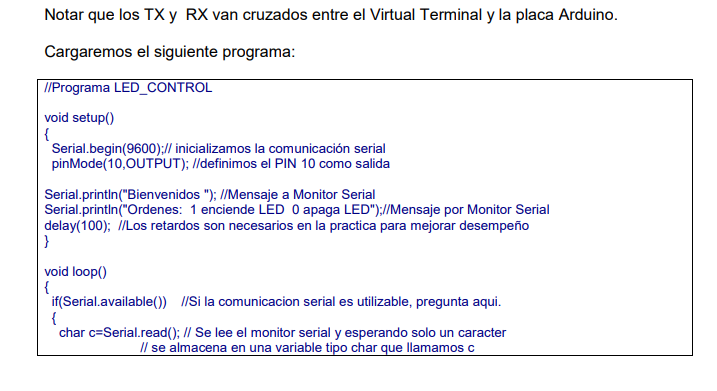 Notar que los TX y  RX van cruzados entre el Virtual Terminal y la placa Arduino.
Cargaremos el siguiente programa:
//Programa LED_CONTROL
void setup()
{
Serial.begin(9600);// inicializamos la comunicación serial
pinMode(10,OUTPUT); //definimos el PIN 10 como salida
Serial.println("Bienvenidos "); //Mensaje a Monitor Serial
Serial.println("Ordenes:  1 enciende LED  0 apaga LED");//Mensaje por Monitor Serial
delay(100);  //Los retardos son necesarios en la practica para mejorar desempeño
}
void loop()
{
if(Serial.available())    //Si la comunicacion serial es utilizable, pregunta aqui.
{
char c=Serial.read(); // Se lee el monitor serial y esperando solo un caracter
// se almacena en una variable tipo char que llamamos c